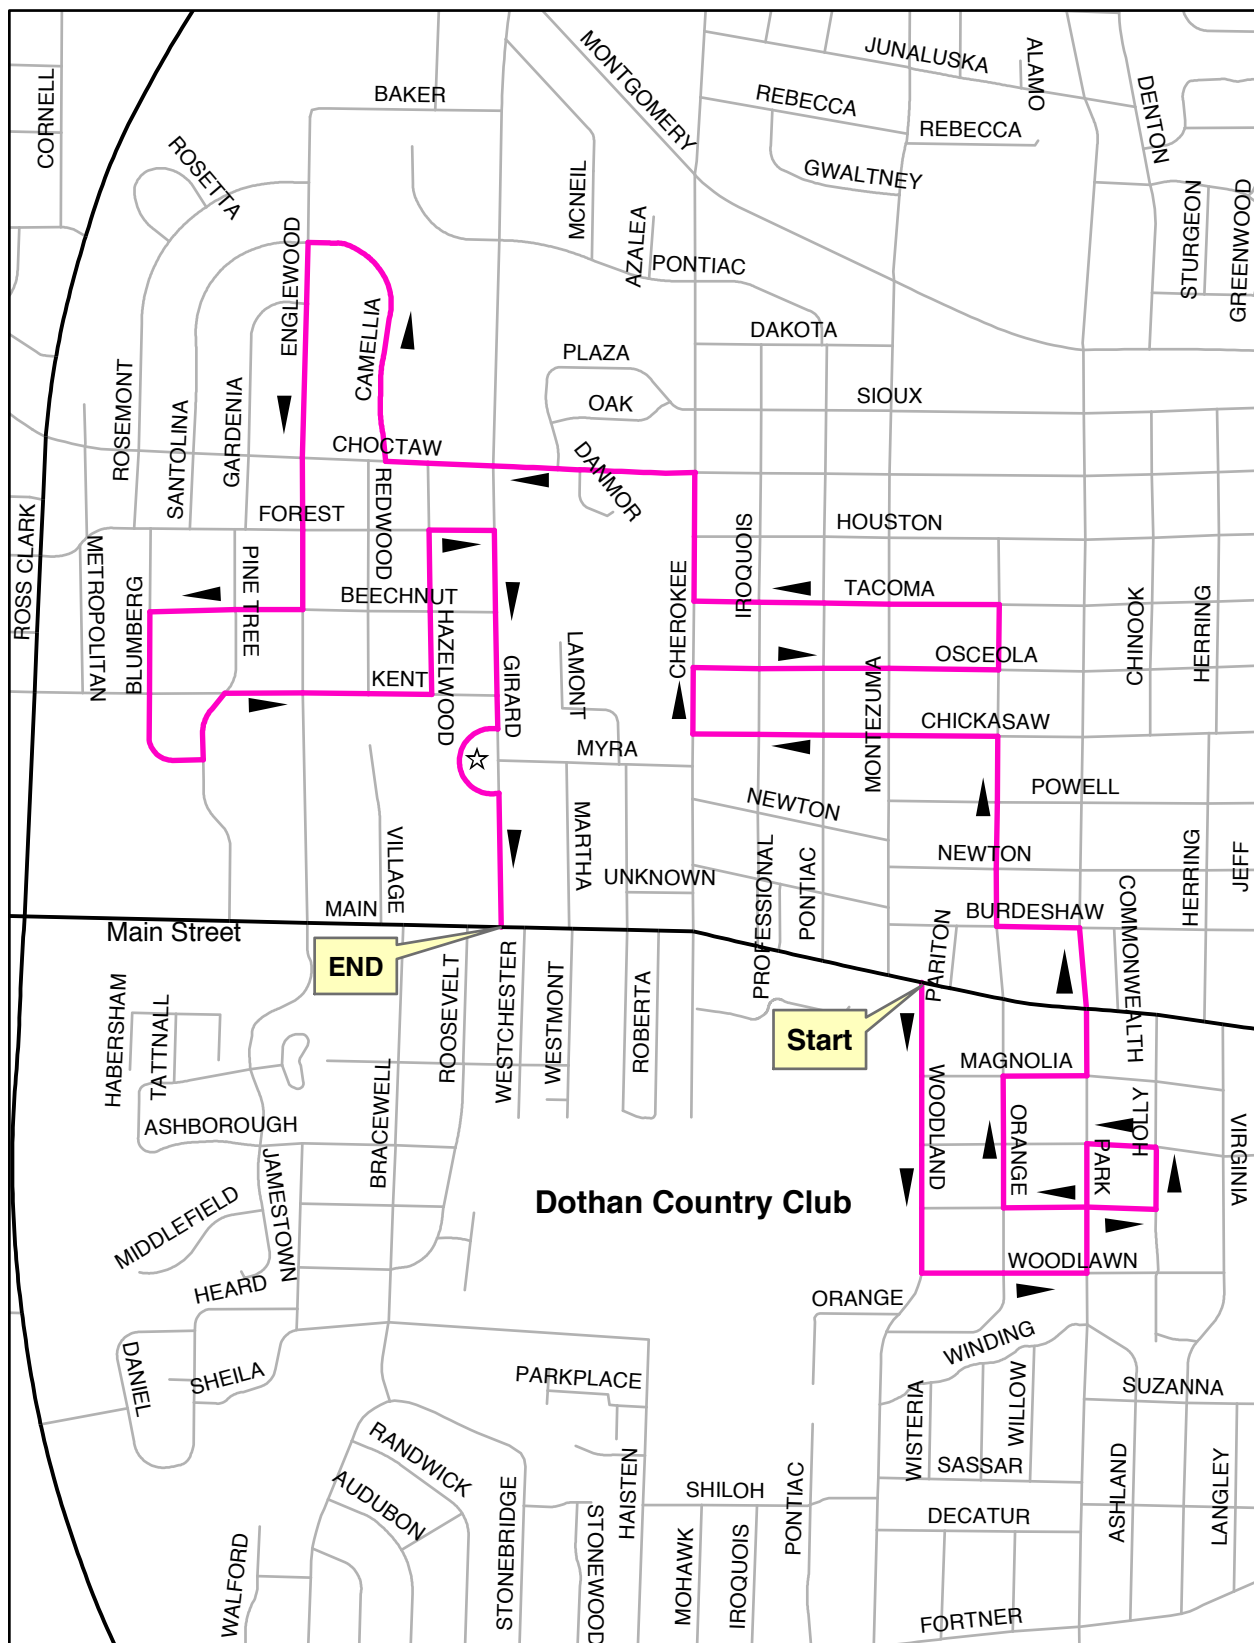 JUNALUSKA
MONTGOMERY
ALAMO
CORNELL
BAKER
REBECCA
DENTON
REBECCA
ROSETTA
MCNEIL
GWALTNEY
AZALEA
STURGEON
GREENWOOD
ENGLEWOOD
PONTIAC
CAMELLIA
DAKOTA
PLAZA
ROSEMONT
SANTOLINA
GARDENIA
OAK
SIOUX
CHOCTAW
DANMOR
REDWOOD
ROSS CLARK
FOREST
HOUSTON
METROPOLITAN
BLUMBERG
PINE TREE
IROQUOIS
BEECHNUT
TACOMA
HAZELWOOD
CHEROKEE
CHINOOK
HERRING
LAMONT
OSCEOLA
KENT
GIRARD
MONTEZUMA
CHICKASAW
MYRA
POWELL
NEWTON
MARTHA
VILLAGE
PROFESSIONAL
PONTIAC
NEWTON
HERRING
JEFF
UNKNOWN
MAIN
BURDESHAW
COMMONWEALTH
Main Street
PARITON
END
HABERSHAM
TATTNALL
ROOSEVELT
WESTCHESTER
WESTMONT
ROBERTA
Start
MAGNOLIA
WOODLAND
ORANGE
HOLLY
PARK
VIRGINIA
ASHBOROUGH
BRACEWELL
JAMESTOWN
Dothan Country Club
MIDDLEFIELD
WOODLAWN
HEARD
ORANGE
WINDING
DANIEL
SHEILA
PARKPLACE
SUZANNA
WISTERIA
WILLOW
RANDWICK
SASSAR
AUDUBON
STONEBRIDGE
HAISTEN
SHILOH
PONTIAC
ASHLAND
LANGLEY
DECATUR
STONEWOOD
WALFORD
MOHAWK
IROQUOIS
FORTNER